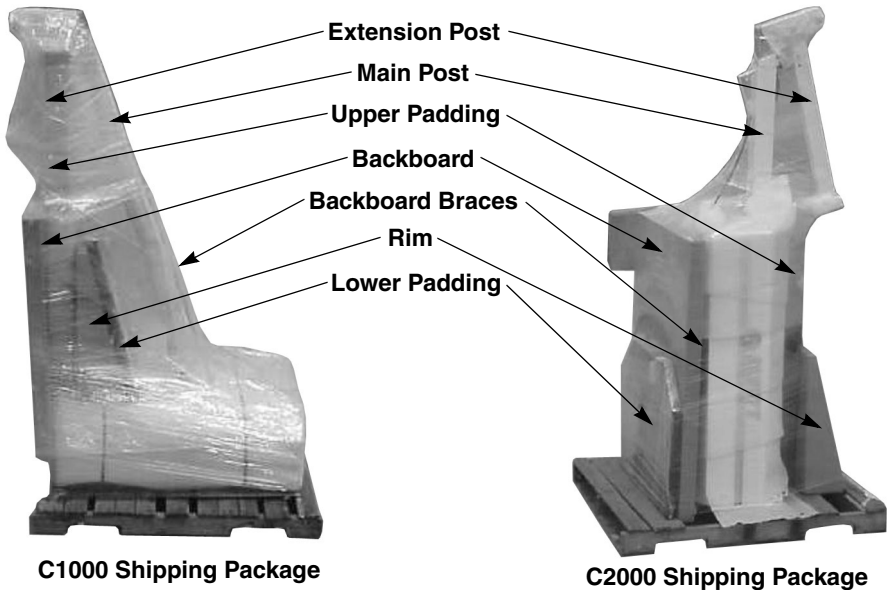 Extension Post
Main Post
Upper Padding
Backboard
Backboard Braces
Rim
Lower Padding
C1000 Shipping Package
C2000 Shipping Package